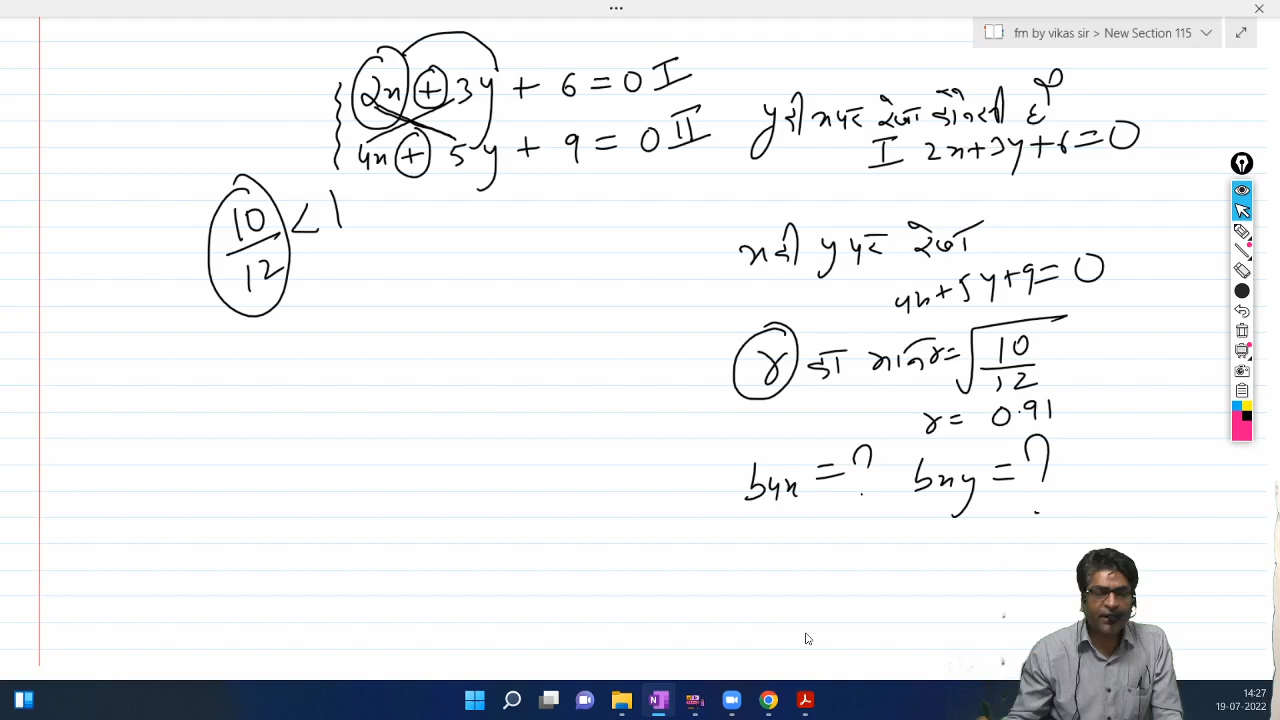 fm by vikas sir > New Section 115
2x + 3y + 6 = 0 I
4x + 5y + 9 = 0 II
10/12 < 1
y की x पर रेखा कौनसी है
I 2x+3y+6=0
x की y पर रेखा
4x+5y+9=0
r का मान r = √10/12
r = 0.91
byx = ? bxy = ?
14:27
19-07-2022